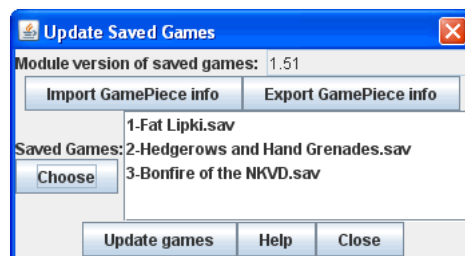 Update Saved Games
Module version of saved games: 1.51
Import GamePiece info Export GamePiece info
1-Fat Lipki.sav
Saved Games: 2-Hedgerows and Hand Grenades.sav
Choose 3-Bonfire of the NKVD.sav
Update games Help Close